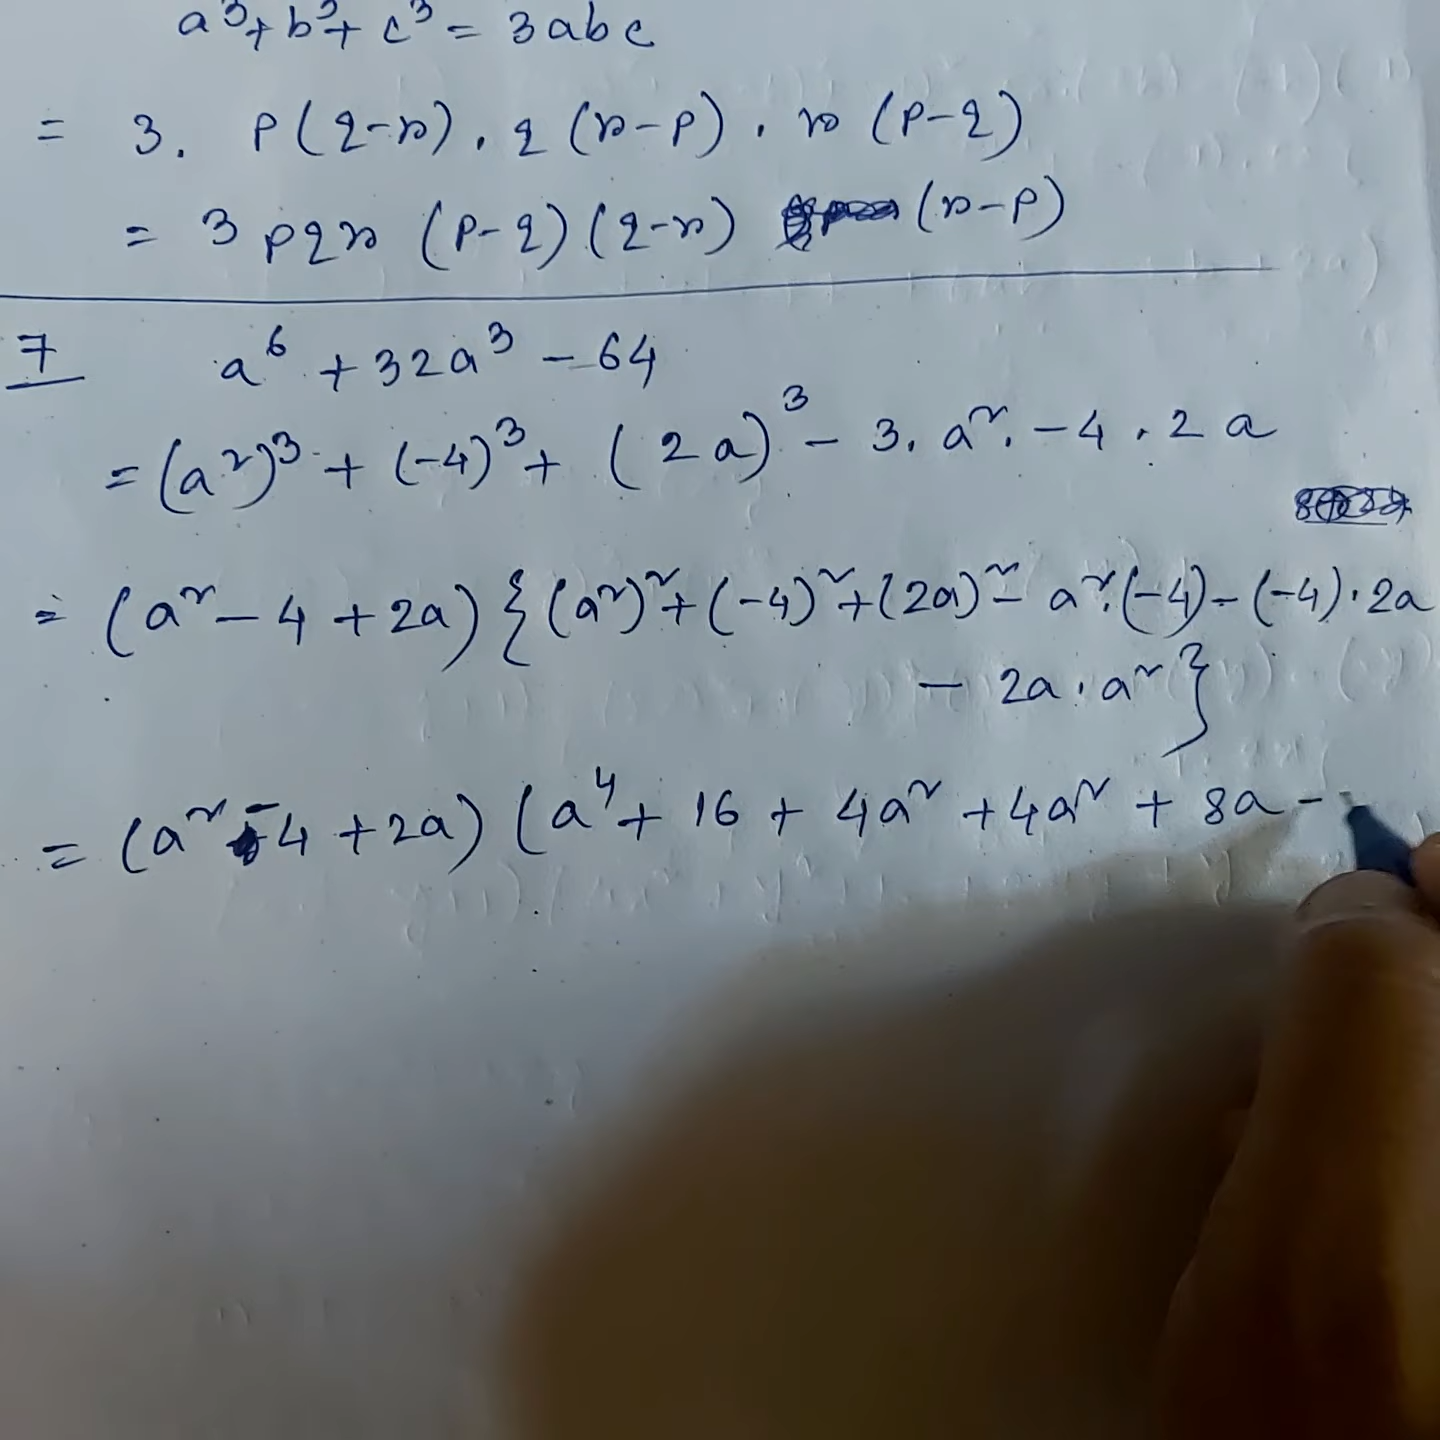 a³ + b³ + c³ = 3abc
= 3. p(q-r). q(r-p). r(p-q)
= 3pqr (p-q)(q-r) (r-p)
7 a⁶ + 32a³ - 64
= (a²)³ + (-4)³ + (2a)³ - 3. a². -4 . 2a
= (a² - 4 + 2a) {(a²)² + (-4)² + (2a)² - a².(-4) - (-4).2a
- 2a . a²}
= (a² - 4 + 2a) (a⁴ + 16 + 4a² + 4a² + 8a -